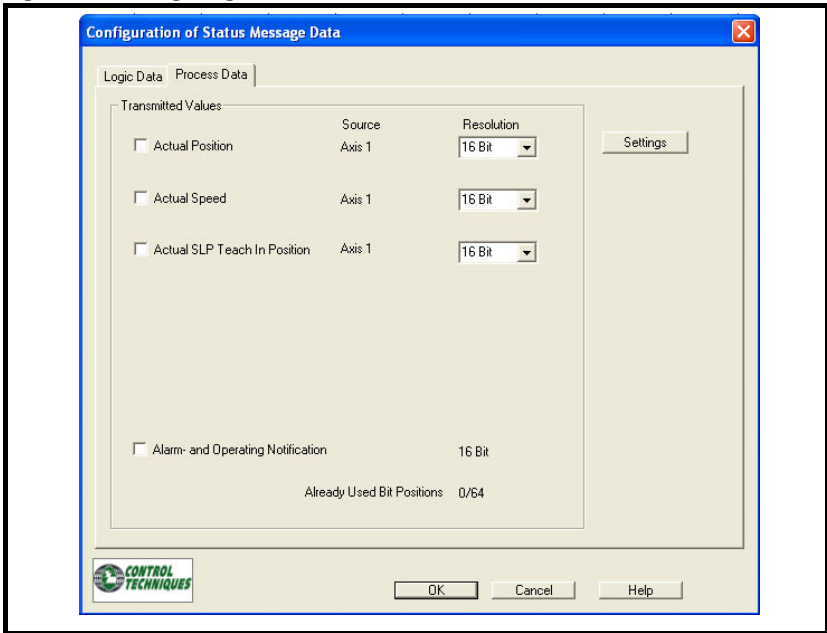 Configuration of Status Message Data
Logic Data Process Data
Transmitted Values
Source Resolution
Actual Position Axis 1 16 Bit Settings
Actual Speed Axis 1 16 Bit
Actual SLP Teach In Position Axis 1 16 Bit
Alarm- and Operating Notification 16 Bit
Already Used Bit Positions 0/64
CONTROL
TECHNIQUES
OK Cancel Help